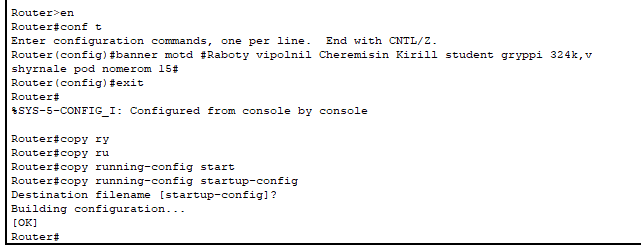 Router>en
Router#conf t
Enter configuration commands, one per line.  End with CNTL/Z.
Router(config)#banner motd #Raboty vipolnil Cheremisin Kirill student gryppi 324k,v
shyrnale pod nomerom 15#
Router(config)#exit
Router#
%SYS-5-CONFIG_I: Configured from console by console
Router#copy ry
Router#copy ru
Router#copy running-config start
Router#copy running-config startup-config
Destination filename [startup-config]?
Building configuration...
[OK]
Router#